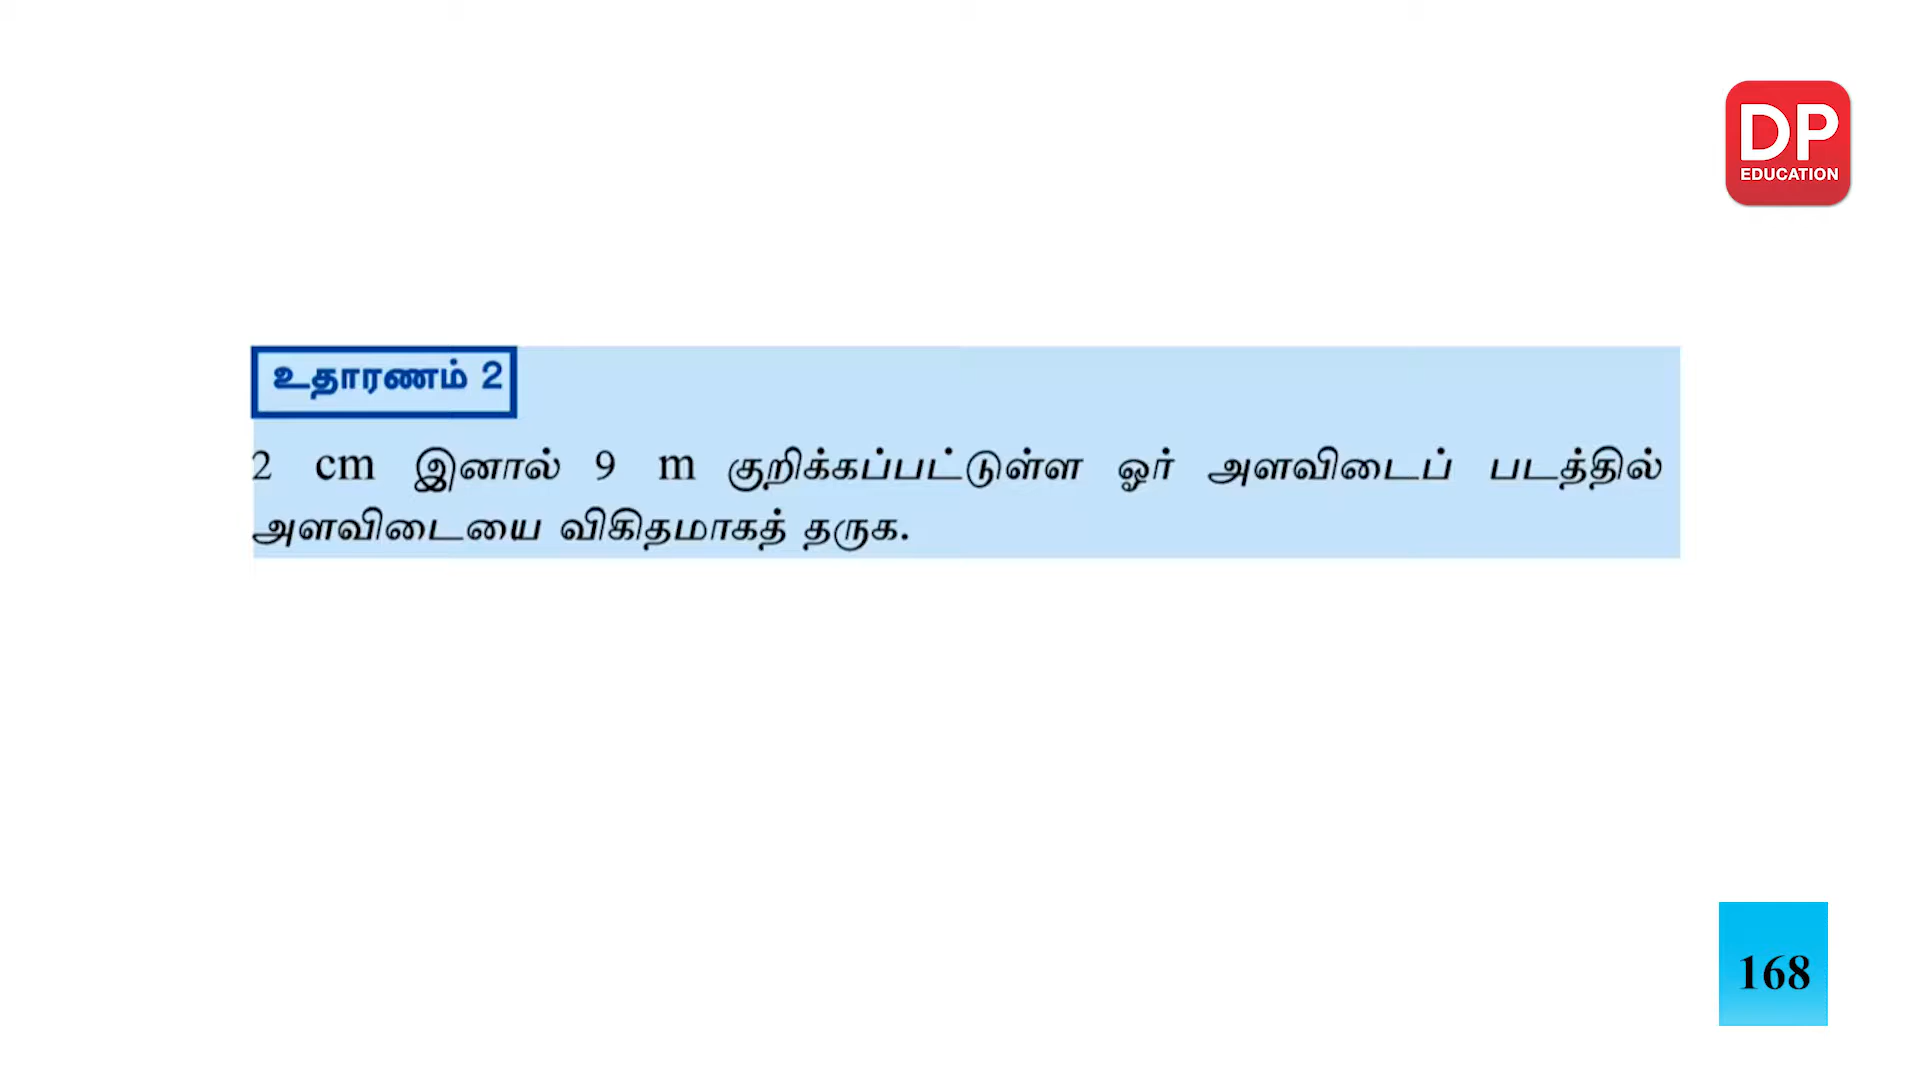 DP
EDUCATION
உதாரணம் 2
2 cm இனால் 9 m குறிக்கப்பட்டுள்ள ஓர் அளவிடைப் படத்தில்
அளவிடையை விகிதமாகத் தருக.
168